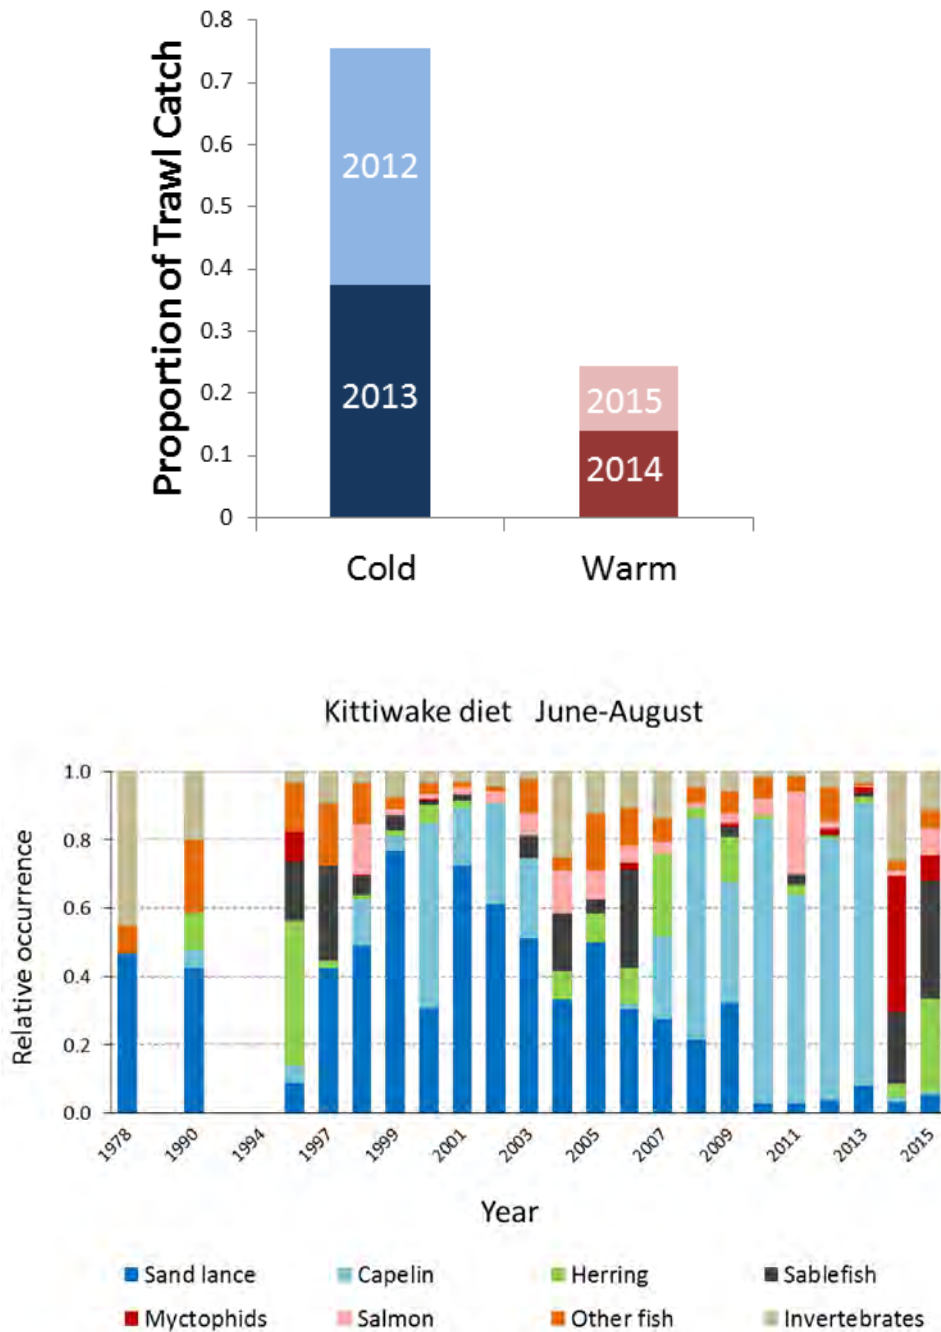 Proportion of Trawl Catch
0.8
0.7
0.6
0.5
0.4
0.3
0.2
0.1
0
2012
2013
2015
2014
Cold Warm
Kittiwake diet June-August
Relative occurrence
1.0
0.8
0.6
0.4
0.2
0.0
1978 1990 1994 1997 1999 2001 2003 2005 2007 2009 2011 2013 2015
Year
Sand lance Capelin Herring Sablefish
Myctophids Salmon Other fish Invertebrates